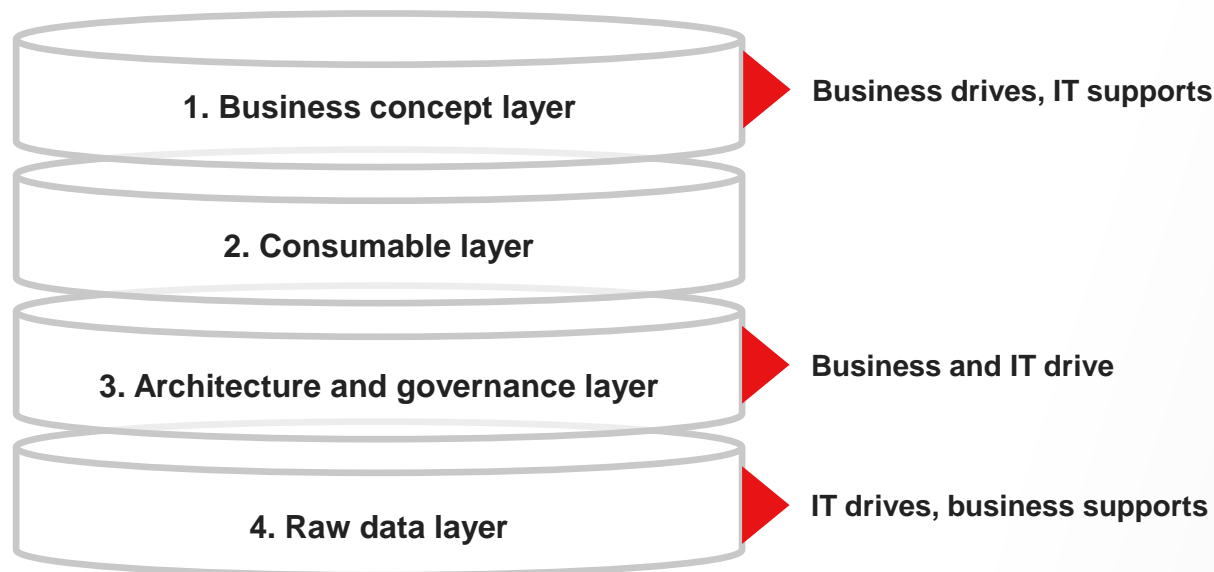 1. Business concept layer
Business drives, IT supports
2. Consumable layer
3. Architecture and governance layer
Business and IT drive
4. Raw data layer
IT drives, business supports